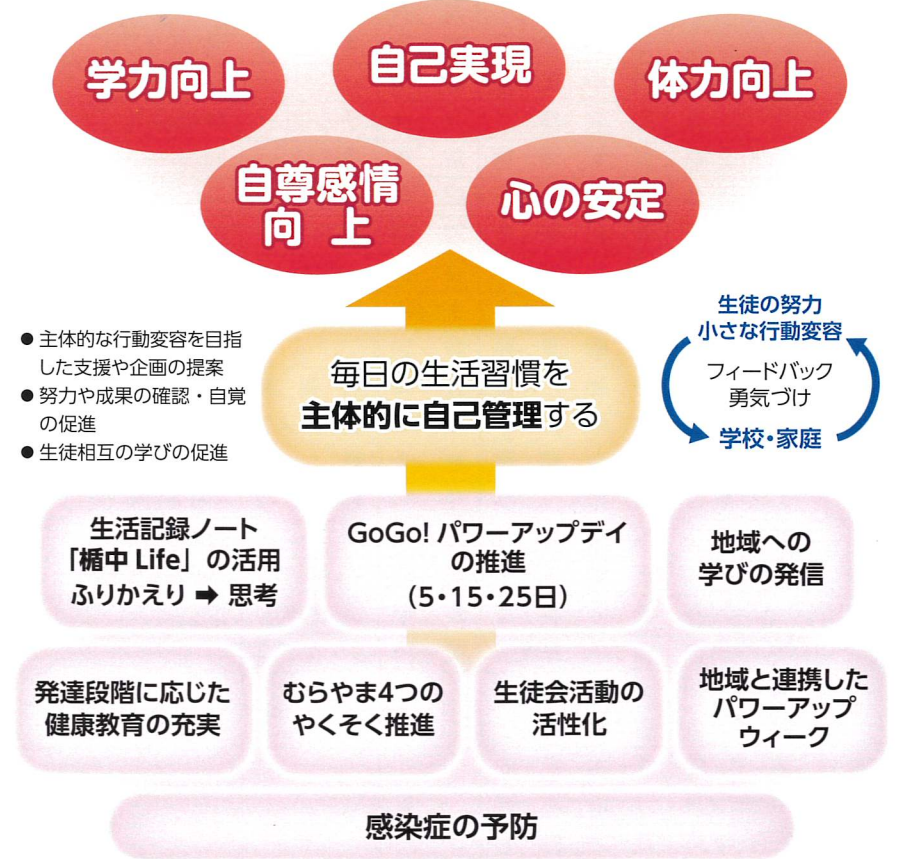 学力向上
自己実現
体力向上
自尊感情
向 上
心の安定
● 主体的な行動変容を目指
した支援や企画の提案
● 努力や成果の確認・自覚
の促進
● 生徒相互の学びの促進
毎日の生活習慣を
主体的に自己管理する
生徒の努力
小さな行動変容
フィードバック
勇気づけ
学校・家庭
生活記録ノート
「楯中 Life」の活用
ふりかえり ➡ 思考
GoGo! パワーアップデイ
の推進
(5・15・25日)
地域への
学びの発信
発達段階に応じた
健康教育の充実
むらやま4つの
やくそく推進
生徒会活動の
活性化
地域と連携した
パワーアップ
ウィーク
感染症の予防